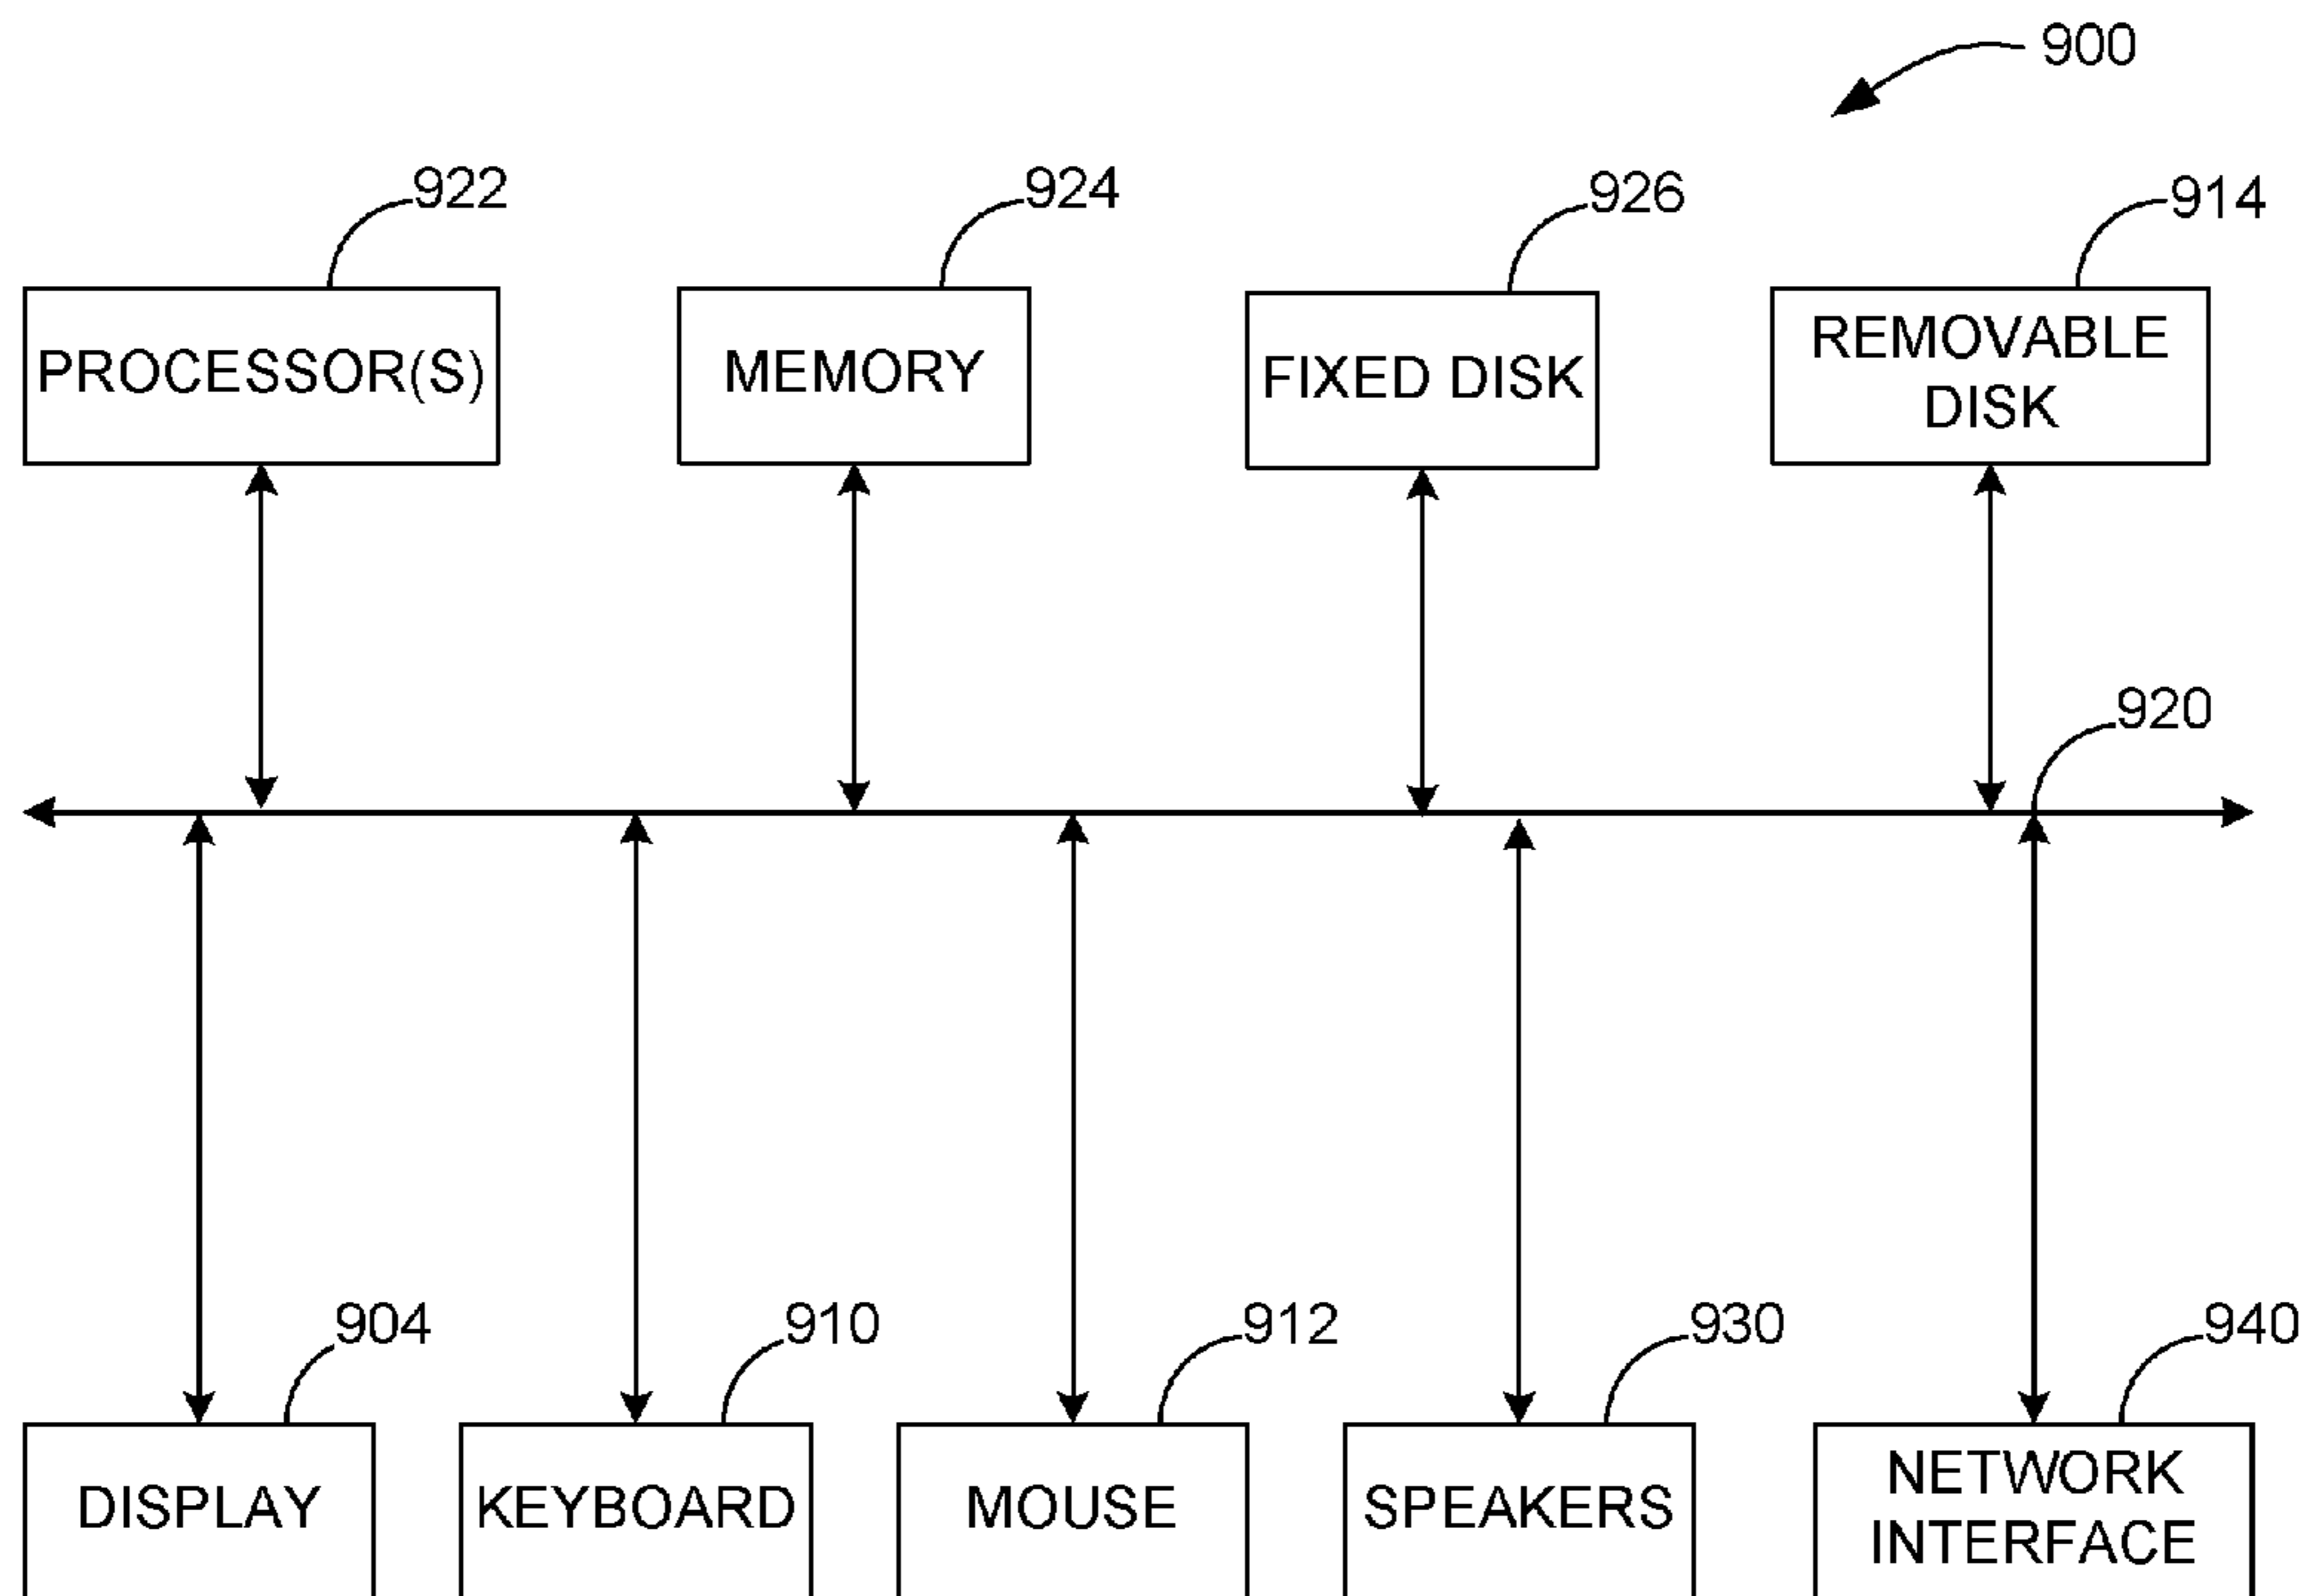 900
922
924
926
914
PROCESSOR(S)
MEMORY
FIXED DISK
REMOVABLE
DISK
920
904
910
912
930
940
DISPLAY
KEYBOARD
MOUSE
SPEAKERS
NETWORK
INTERFACE